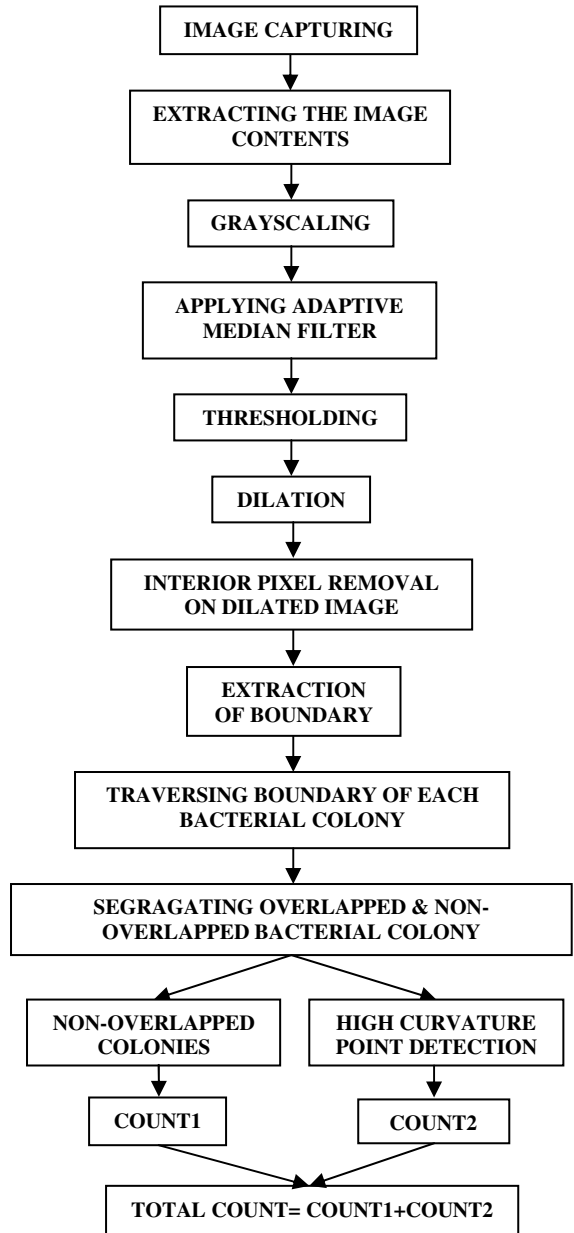 IMAGE CAPTURING
EXTRACTING THE IMAGE
CONTENTS
GRAYSCALING
APPLYING ADAPTIVE
MEDIAN FILTER
THRESHOLDING
DILATION
INTERIOR PIXEL REMOVAL
ON DILATED IMAGE
EXTRACTION
OF BOUNDARY
TRAVERSING BOUNDARY OF EACH
BACTERIAL COLONY
SEGRAGATING OVERLAPPED & NON-
OVERLAPPED BACTERIAL COLONY
NON-OVERLAPPED
COLONIES
HIGH CURVATURE
POINT DETECTION
COUNT1
COUNT2
TOTAL COUNT= COUNT1+COUNT2